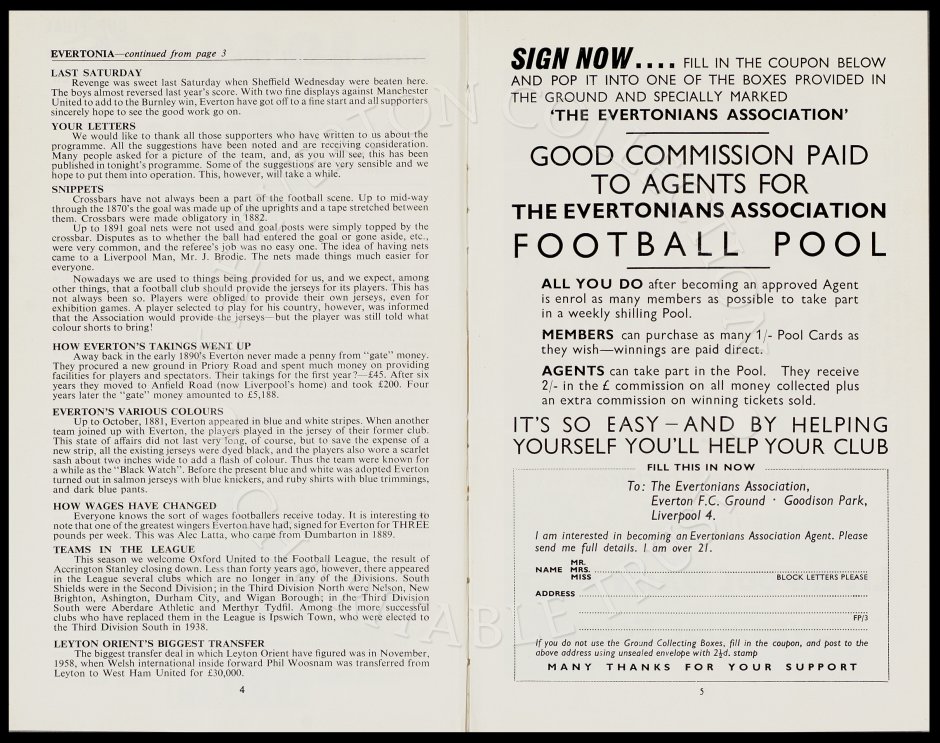 EVERTONIA—continued from page 3
LAST SATURDAY
Revenge was sweet last Saturday when Sheffield Wednesday were beaten here.
The boys almost reversed last year's score. With two fine displays against Manchester
United to add to the Burnley win, Everton have got off to a fine start and all supporters
sincerely hope to see the good work go on.
YOUR LETTERS
We would like to thank all those supporters who have written to us about the
programme. All the suggestions have been noted and are receiving consideration.
Many people asked for a picture of the team, and, as you will see, this has been
published in tonight's programme. Some of the suggestions are very sensible and we
hope to put them into operation. This, however, will take a while.
SNIPPETS
Crossbars have not always been a part of the football scene. Up to mid-way
through the 1870's the goal was made up of the uprights and a tape stretched between
them. Crossbars were made obligatory in 1882.
Up to 1891 goal nets were not used and goal posts were simply topped by the
crossbar. Disputes as to whether the ball had entered the goal or gone aside, etc.,
were very common, and the referee's job was no easy one. The idea of having nets
came to a Liverpool Man, Mr. J. Brodie. The nets made things much easier for
everyone.
Nowadays we are used to things being provided for us, and we expect, among
other things, that a football club should provide the jerseys for its players. This has
not always been so. Players were obliged to provide their own jerseys, even for
exhibition games. A player selected to play for his country, however, was informed
that the Association would provide the jerseys—but the player was still told what
colour shorts to bring!
HOW EVERTON'S TAKINGS WENT UP
Away back in the early 1890's Everton never made a penny from "gate" money.
They procured a new ground in Priory Road and spent much money on providing
facilities for players and spectators. Their takings for the first year?—£45. After six
years they moved to Anfield Road (now Liverpool's home) and took £200. Four
years later the "gate" money amounted to £5,188.
EVERTON'S VARIOUS COLOURS
Up to October, 1881, Everton appeared in blue and white stripes. When another
team joined up with Everton, the players played in the jersey of their former club.
This state of affairs did not last very long, of course, but to save the expense of a
new strip, all the existing jerseys were dyed black, and the players also wore a scarlet
sash about two inches wide to add a flash of colour. Thus the team were known for
a while as the "Black Watch". Before the present blue and white was adopted Everton
turned out in salmon jerseys with blue knickers, and ruby shirts with blue trimmings,
and dark blue pants.
HOW WAGES HAVE CHANGED
Everyone knows the sort of wages footballers receive today. It is interesting to
note that one of the greatest wingers Everton have had, signed for Everton for THREE
pounds per week. This was Alec Latta, who came from Dumbarton in 1889.
TEAMS IN THE LEAGUE
This season we welcome Oxford United to the Football League, the result of
Accrington Stanley closing down. Less than forty years ago, however, there appeared
in the League several clubs which are no longer in any of the Divisions. South
Shields were in the Second Division; in the Third Division North were Nelson, New
Brighton, Ashington, Durham City, and Wigan Borough; in the Third Division
South were Aberdare Athletic and Merthyr Tydfil. Among the more successful
clubs who have replaced them in the League is Ipswich Town, who were elected to
the Third Division South in 1938.
LEYTON ORIENT'S BIGGEST TRANSFER
The biggest transfer deal in which Leyton Orient have figured was in November,
1958, when Welsh international inside forward Phil Woosnam was transferred from
Leyton to West Ham United for £30,000.
4
SIGN NOW.... FILL IN THE COUPON BELOW
AND POP IT INTO ONE OF THE BOXES PROVIDED IN
THE GROUND AND SPECIALLY MARKED
'THE EVERTONIANS ASSOCIATION'
GOOD COMMISSION PAID
TO AGENTS FOR
THE EVERTONIANS ASSOCIATION
FOOTBALL POOL
ALL YOU DO after becoming an approved Agent
is enrol as many members as possible to take part
in a weekly shilling Pool.
MEMBERS can purchase as many 1/- Pool Cards as
they wish—winnings are paid direct.
AGENTS can take part in the Pool. They receive
2/- in the £ commission on all money collected plus
an extra commission on winning tickets sold.
IT'S SO EASY—AND BY HELPING
YOURSELF YOU'LL HELP YOUR CLUB
FILL THIS IN NOW
To: The Evertonians Association,
Everton F.C. Ground · Goodison Park,
Liverpool 4.
I am interested in becoming an Evertonians Association Agent. Please
send me full details. I am over 21.
MR.
NAME MRS.
MISS
BLOCK LETTERS PLEASE
ADDRESS
FP/3
If you do not use the Ground Collecting Boxes, fill in the coupon, and post to the
above address using unsealed envelope with 2½d. stamp
MANY THANKS FOR YOUR SUPPORT
5